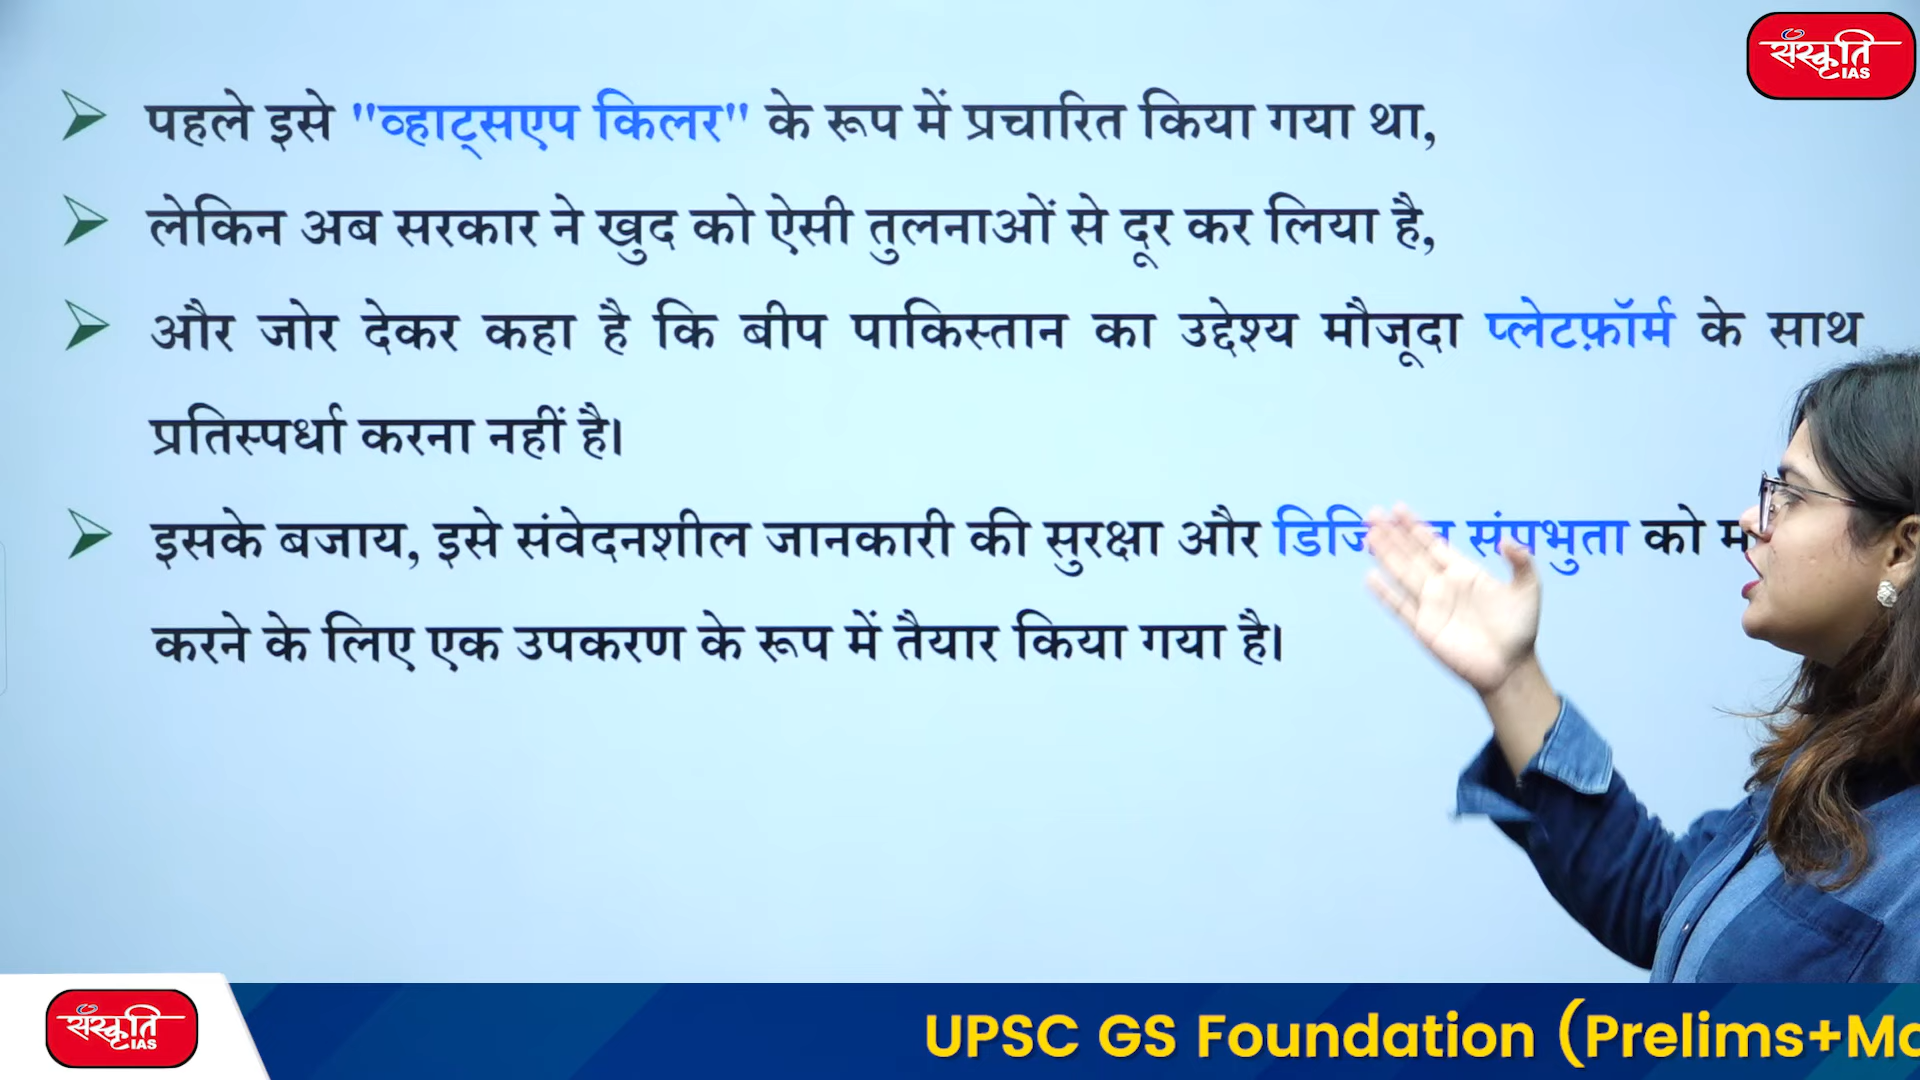 संस्कृति
IAS
पहले इसे "व्हाट्सएप किलर" के रूप में प्रचारित किया गया था,
लेकिन अब सरकार ने खुद को ऐसी तुलनाओं से दूर कर लिया है,
और जोर देकर कहा है कि बीप पाकिस्तान का उद्देश्य मौजूदा प्लेटफ़ॉर्म के साथ
प्रतिस्पर्धा करना नहीं है।
इसके बजाय, इसे संवेदनशील जानकारी की सुरक्षा और संप्रभुता को
करने के लिए एक उपकरण के रूप में तैयार किया गया है।
संस्कृति
IAS
UPSC GS Foundation (Prelims+Ma